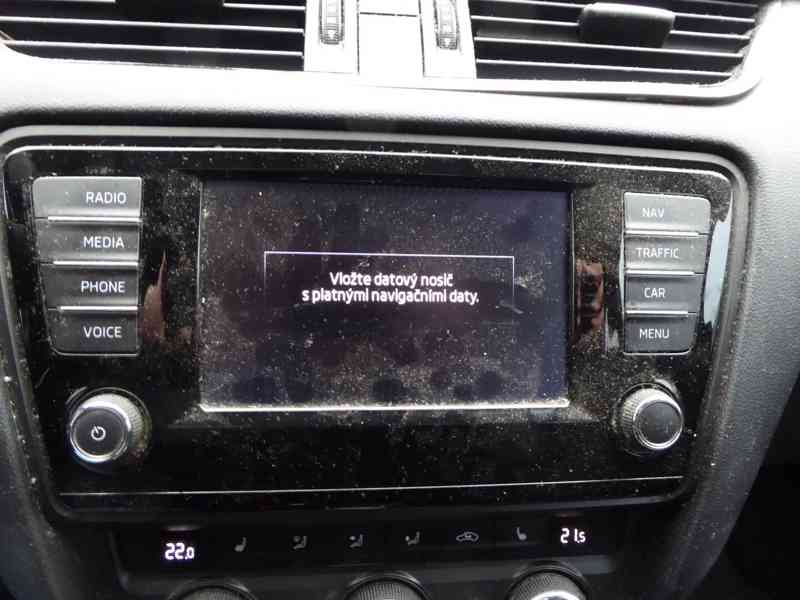 RADIO
MEDIA
PHONE
VOICE
Vložte datový nosič
s platnými navigačními daty.
NAV
TRAFFIC
CAR
MENU
22.0
21.5